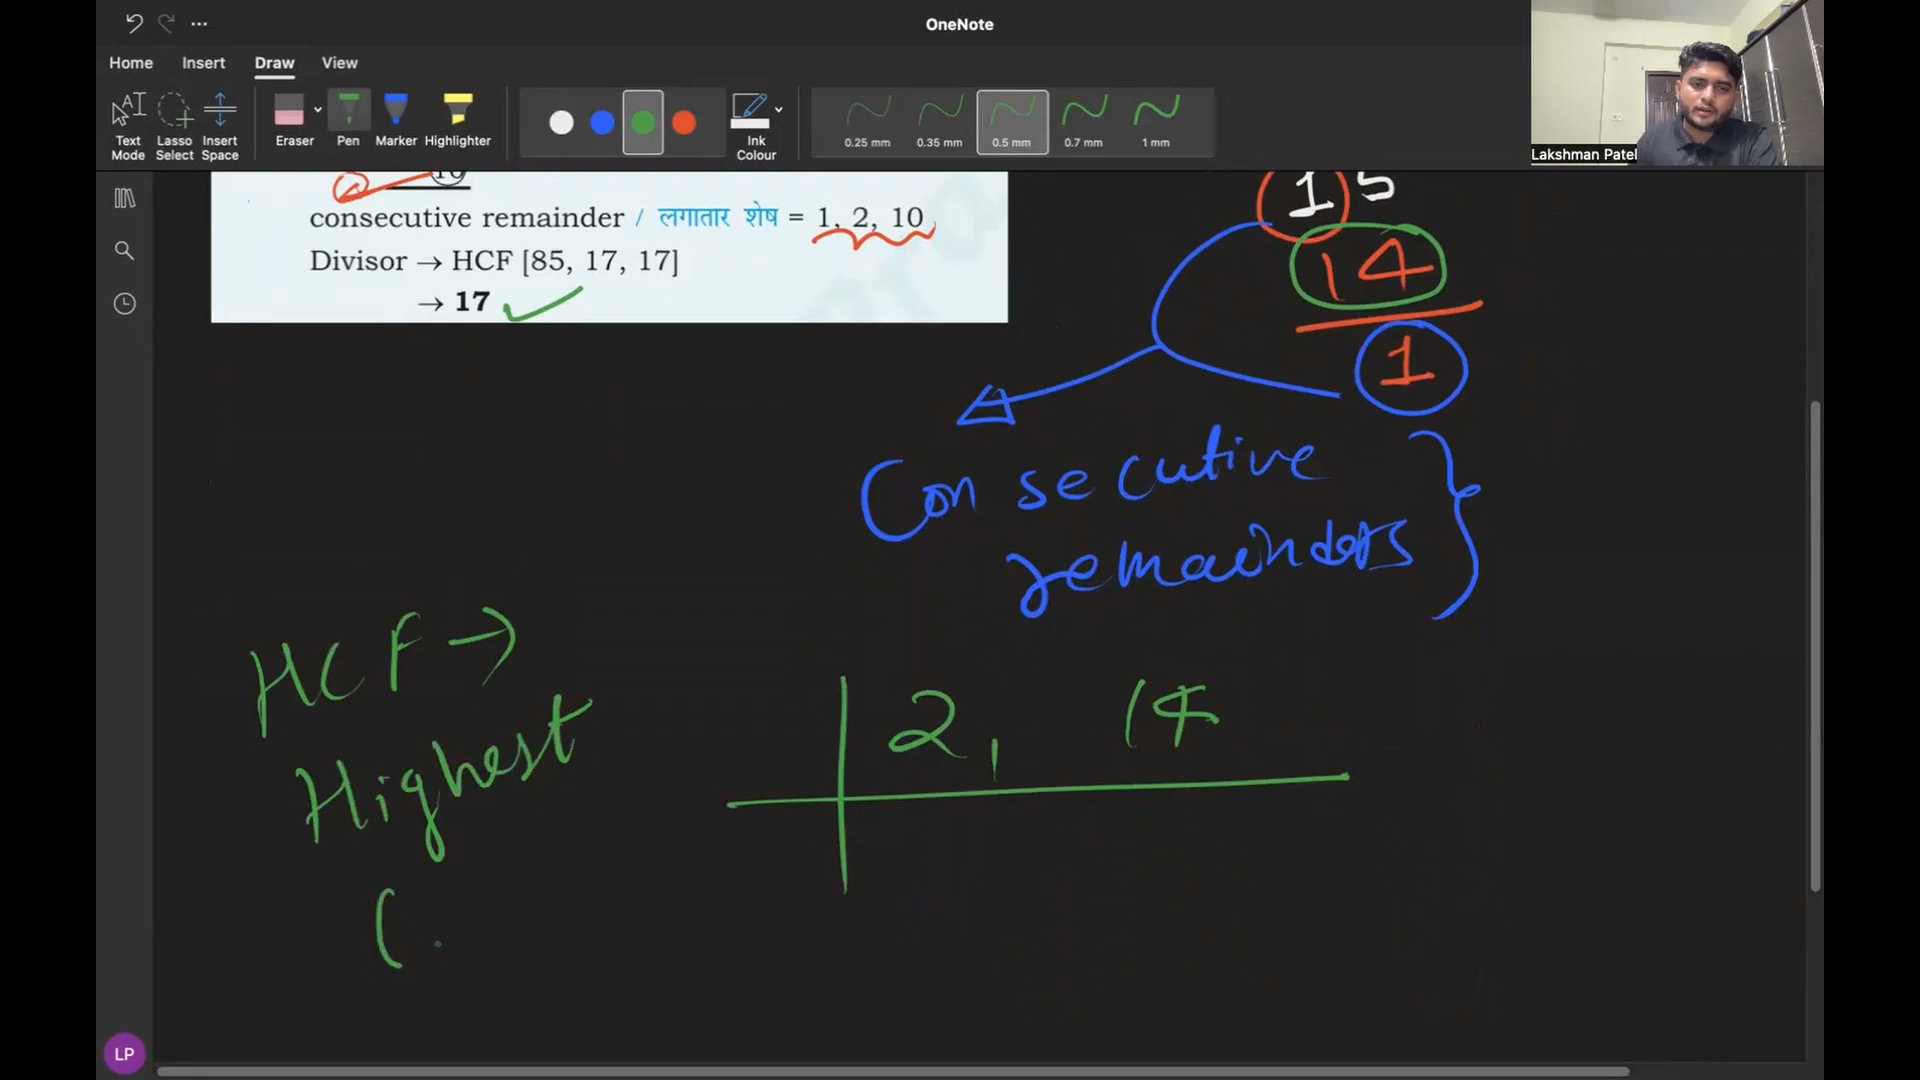 OneNote
Home Insert Draw View
Text Mode
Lasso Select
Insert Space
Eraser
Pen
Marker
Highlighter
Ink Colour
0.25 mm
0.35 mm
0.5 mm
0.7 mm
1 mm
Lakshman Patel
10
consecutive remainder / लगातार शेष = 1, 2, 10
Divisor → HCF [85, 17, 17]
→ 17
15
14
1
Consecutive
remainders
HCF →
Highest
(
2, 14
LP